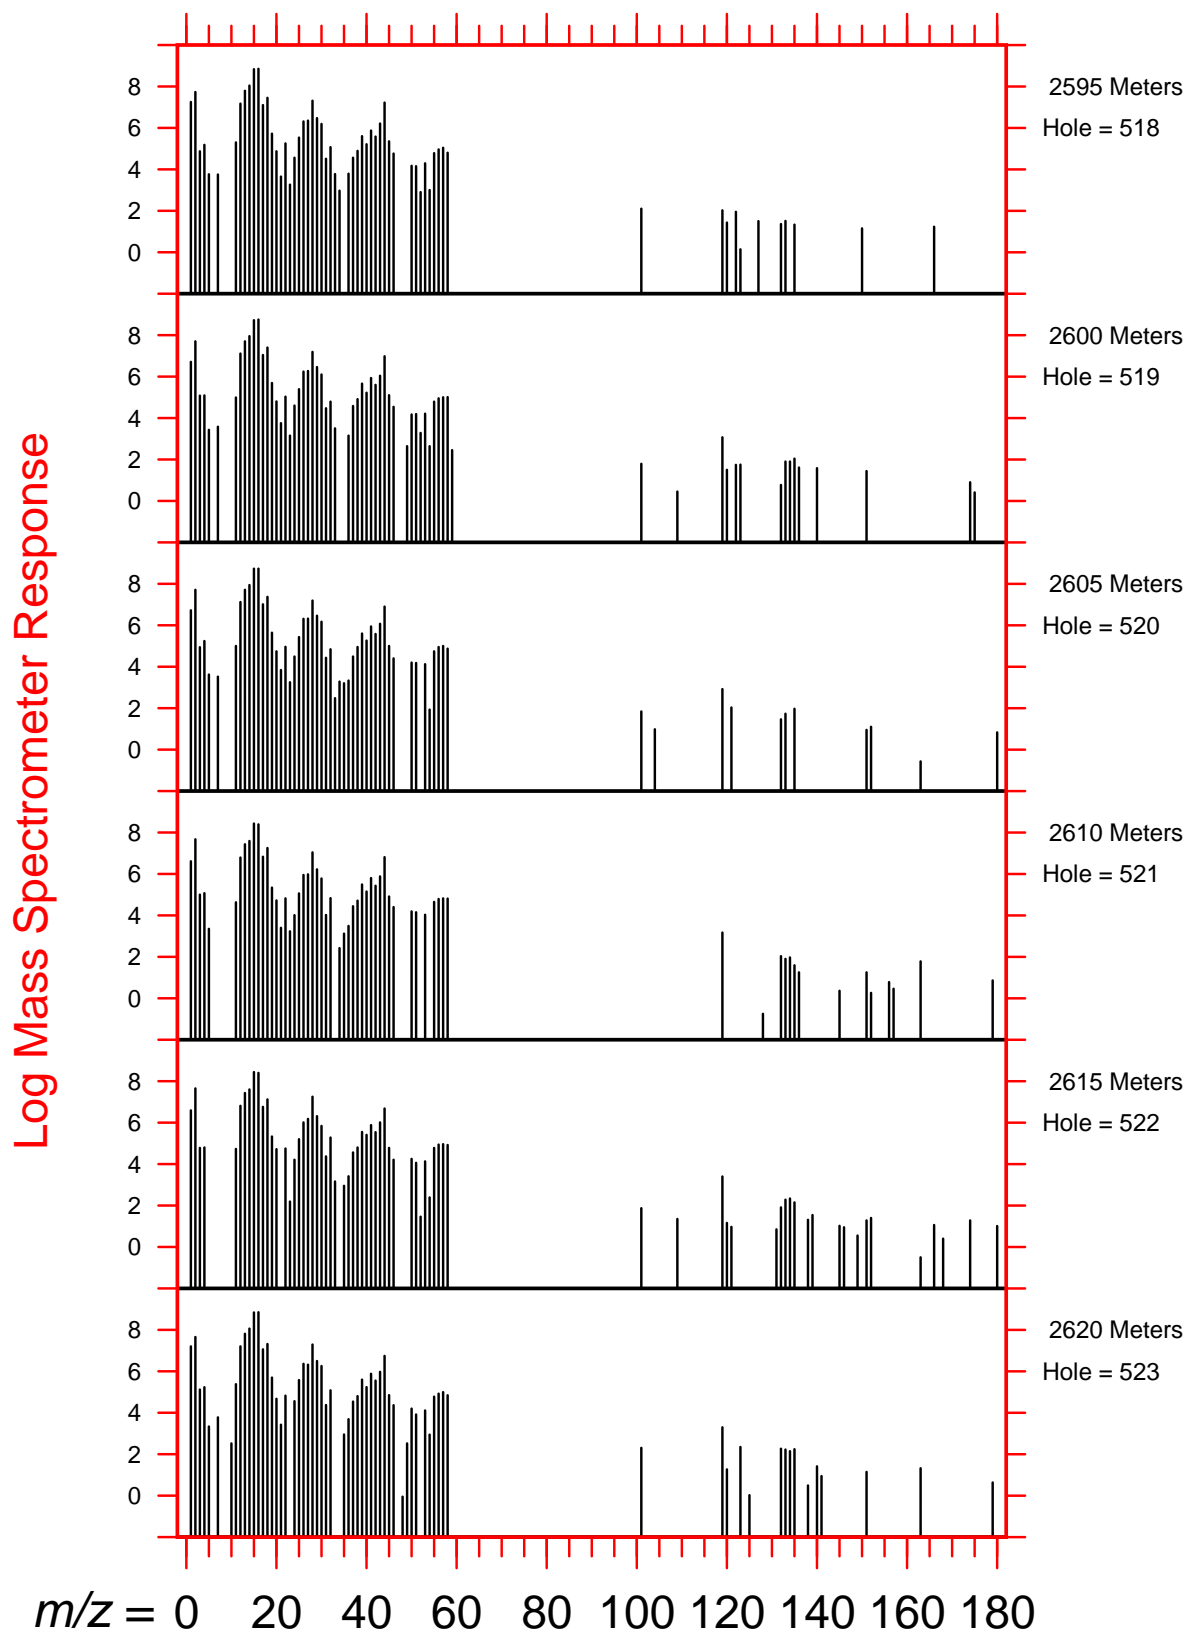 8
6
4
2
0
2595 Meters
Hole = 518
8
6
4
2
0
2600 Meters
Hole = 519
8
6
4
2
0
2605 Meters
Hole = 520
8
6
4
2
0
2610 Meters
Hole = 521
8
6
4
2
0
2615 Meters
Hole = 522
8
6
4
2
0
2620 Meters
Hole = 523
Log Mass Spectrometer Response
m/z = 0 20 40 60 80 100 120 140 160 180